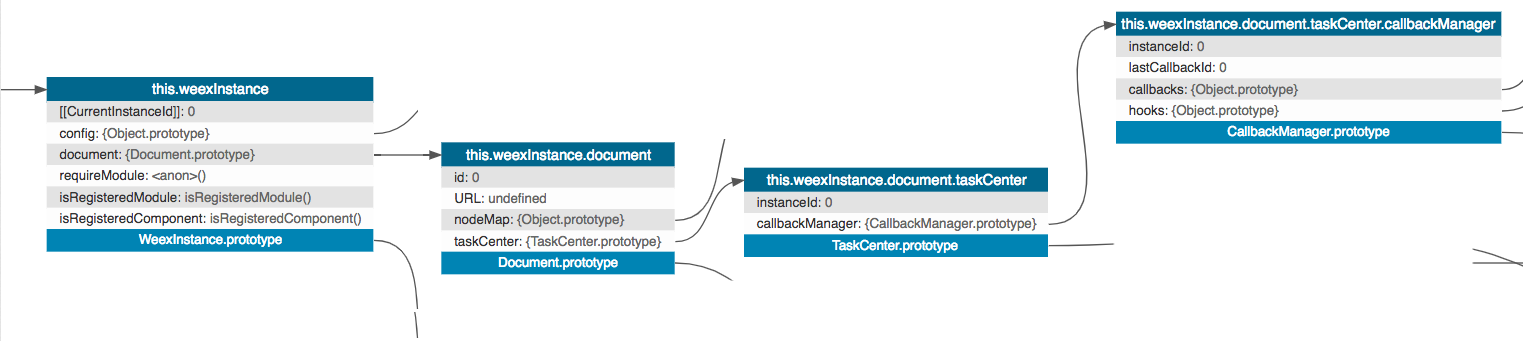 this.weexInstance
[[CurrentInstanceId]]: 0
config: {Object.prototype}
document: {Document.prototype}
requireModule: <anon>()
isRegisteredModule: isRegisteredModule()
isRegisteredComponent: isRegisteredComponent()
WeexInstance.prototype
this.weexInstance.document
id: 0
URL: undefined
nodeMap: {Object.prototype}
taskCenter: {TaskCenter.prototype}
Document.prototype
this.weexInstance.document.taskCenter
instanceId: 0
callbackManager: {CallbackManager.prototype}
TaskCenter.prototype
this.weexInstance.document.taskCenter.callbackManager
instanceId: 0
lastCallbackId: 0
callbacks: {Object.prototype}
hooks: {Object.prototype}
CallbackManager.prototype